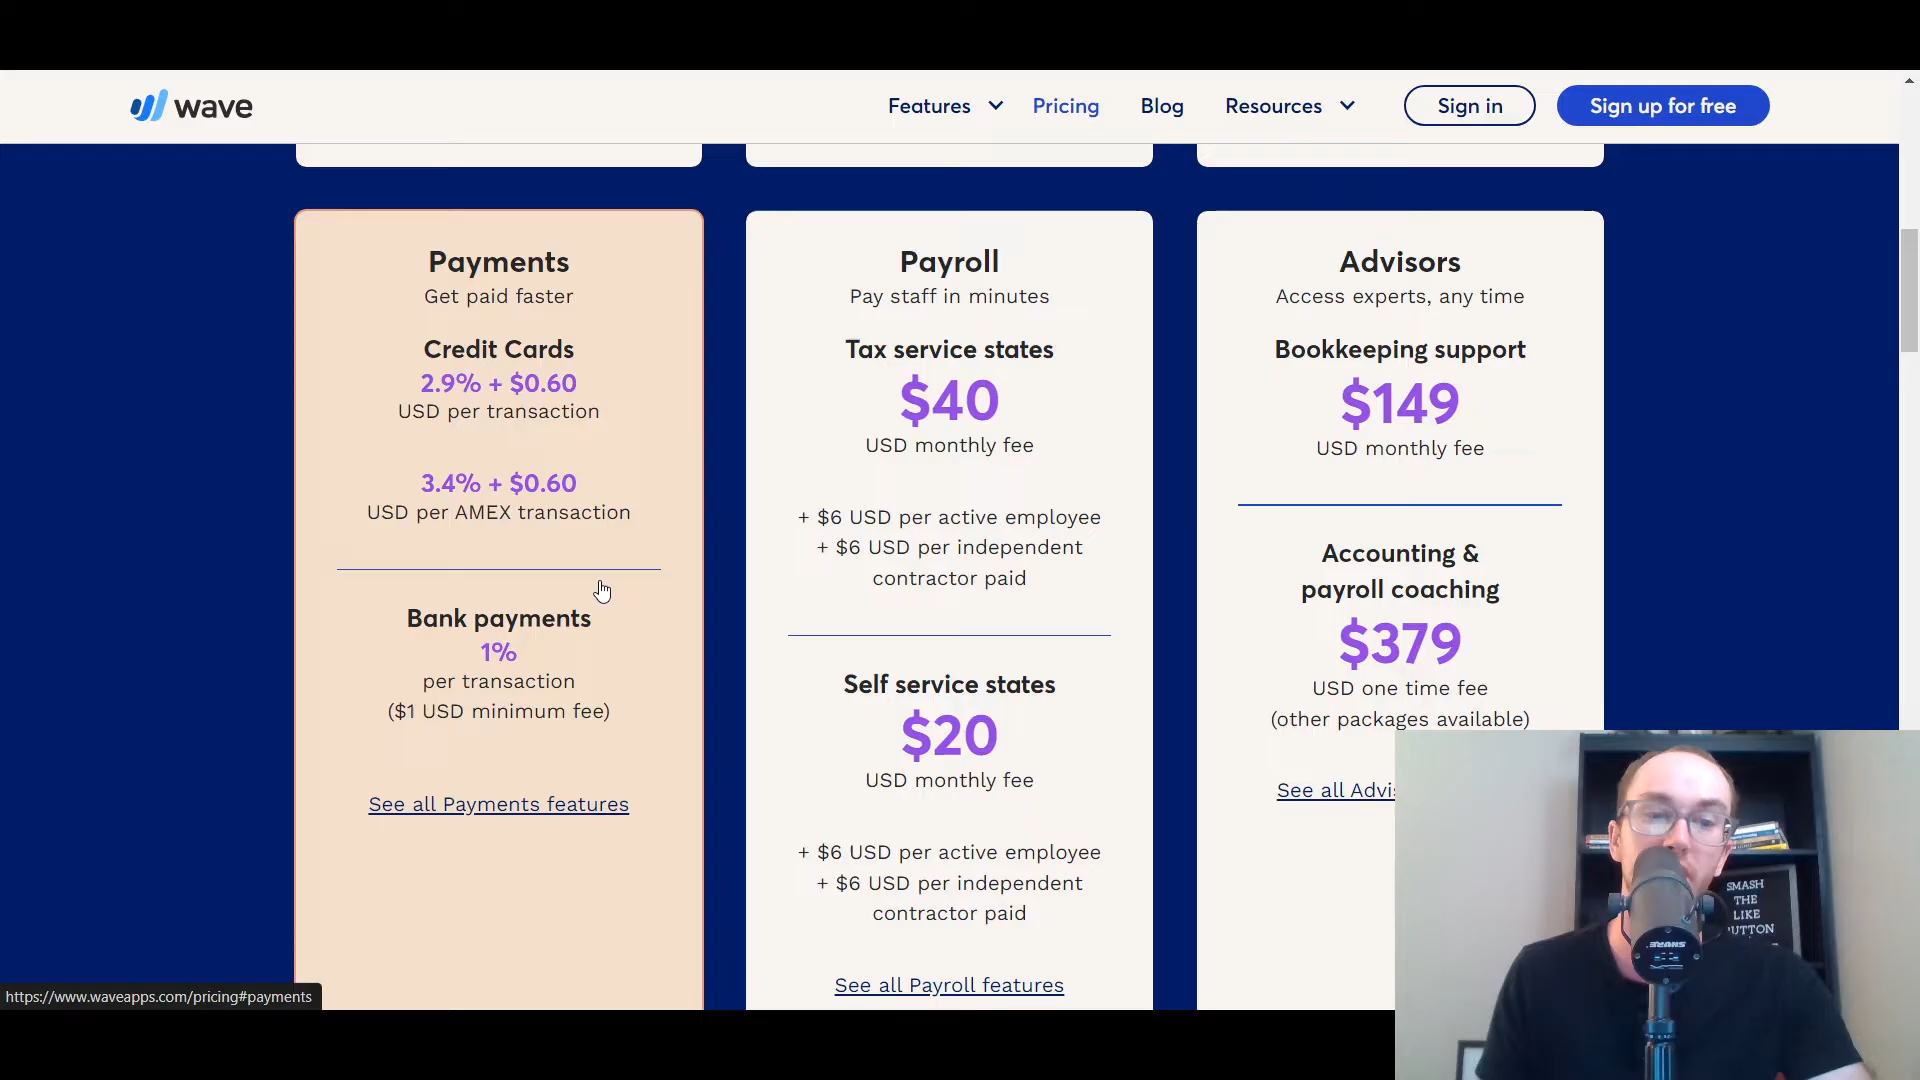 wave
Features
Pricing
Blog
Resources
Sign in
Sign up for free
Payments
Get paid faster
Credit Cards
2.9% + $0.60
USD per transaction
3.4% + $0.60
USD per AMEX transaction
Bank payments
1%
per transaction
($1 USD minimum fee)
See all Payments features
Payroll
Pay staff in minutes
Tax service states
$40
USD monthly fee
+ $6 USD per active employee
+ $6 USD per independent
contractor paid
Self service states
$20
USD monthly fee
+ $6 USD per active employee
+ $6 USD per independent
contractor paid
See all Payroll features
Advisors
Access experts, any time
Bookkeeping support
$149
USD monthly fee
Accounting &
payroll coaching
$379
USD one time fee
(other packages available)
See all Advis
https://www.waveapps.com/pricing#payments
SMASH
THE
LIKE
BUTTON
SHURE